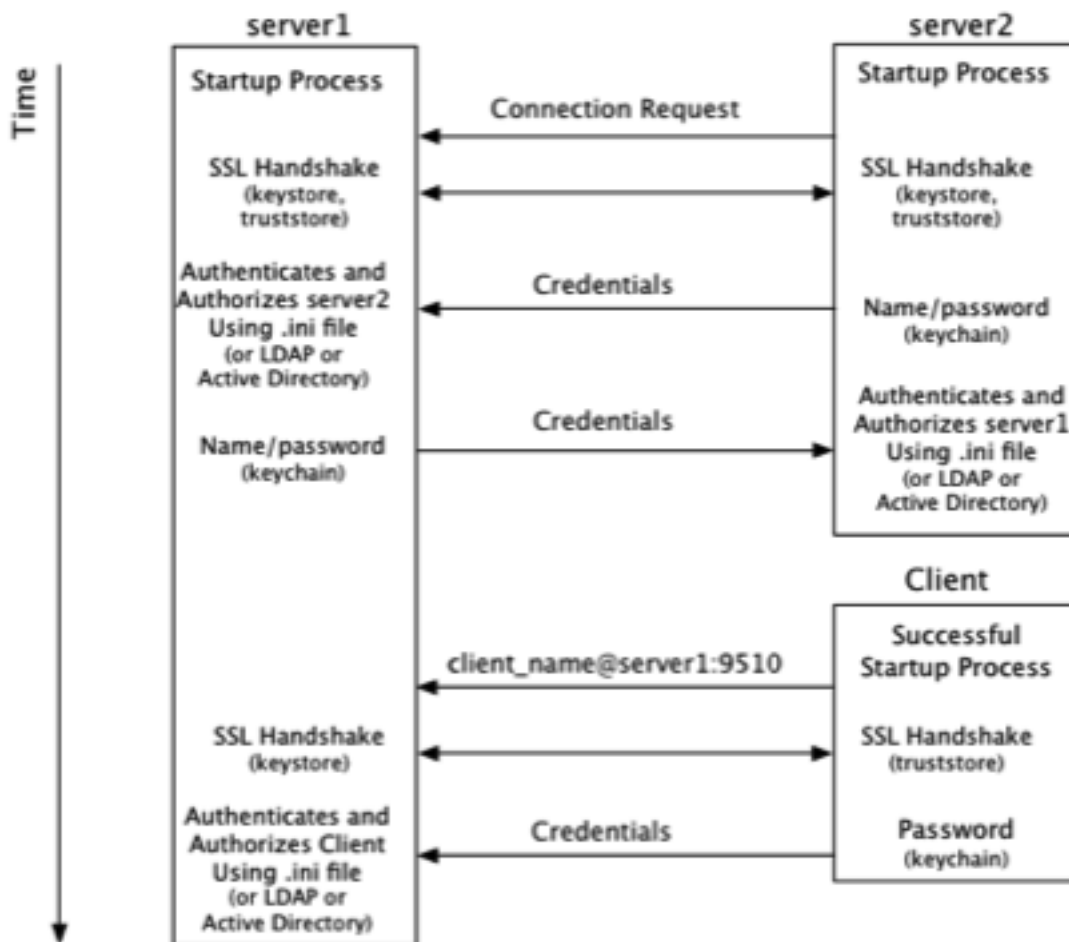 server1
server2
Time
Startup Process
Startup Process
Connection Request
SSL Handshake
(keystore,
truststore)
SSL Handshake
(keystore,
truststore)
Authenticates and
Authorizes server2
Using .ini file
(or LDAP or
Active Directory)
Credentials
Name/password
(keychain)
Authenticates and
Authorizes server1
Using .ini file
(or LDAP or
Active Directory)
Name/password
(keychain)
Credentials
Client
Successful
Startup Process
client_name@server1:9510
SSL Handshake
(keystore)
SSL Handshake
(truststore)
Authenticates and
Authorizes Client
Using .ini file
(or LDAP or
Active Directory)
Credentials
Password
(keychain)